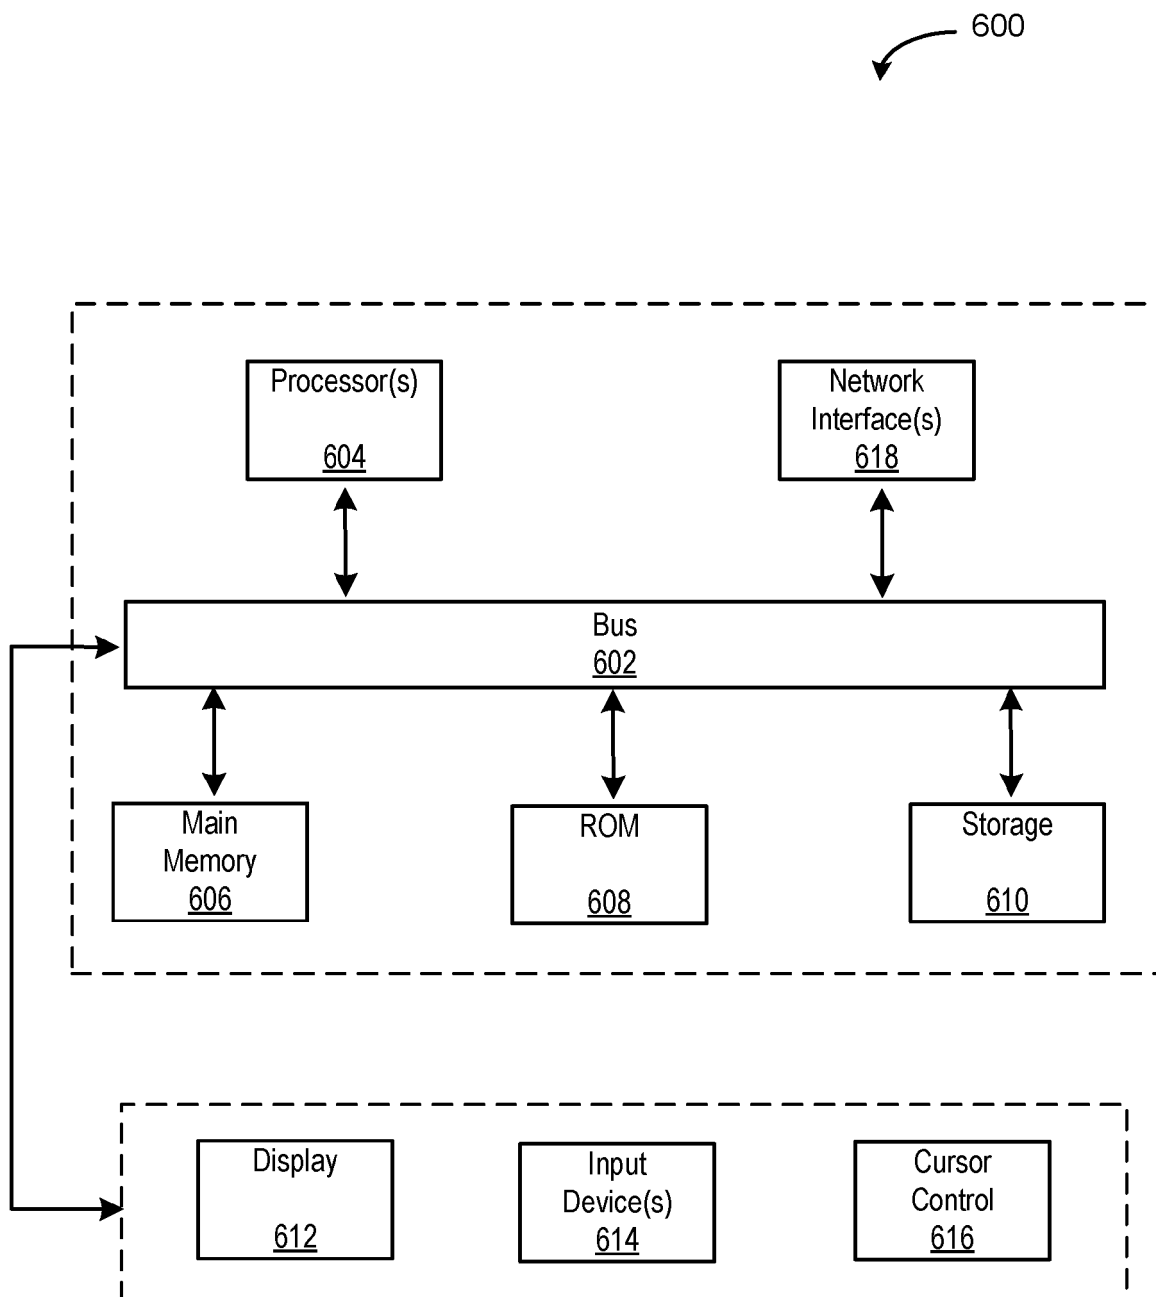 600
Processor(s)
604
Network
Interface(s)
618
Bus
602
Main
Memory
606
ROM
608
Storage
610
Display
612
Input
Device(s)
614
Cursor
Control
616